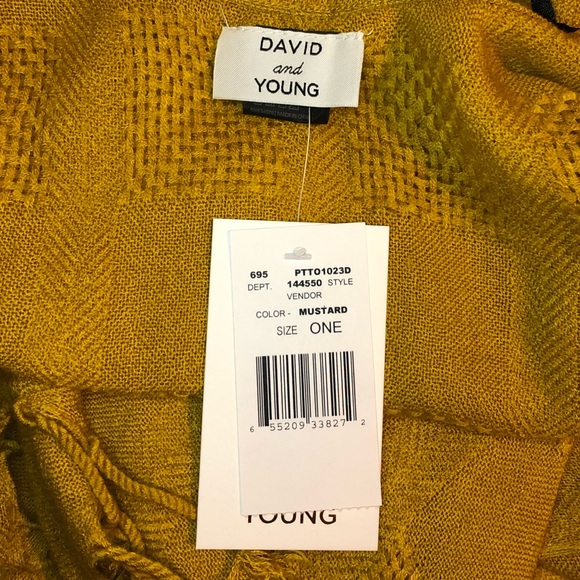 DAVID
and
YOUNG
695 PTTO1023D
DEPT. 144550 STYLE
VENDOR
COLOR - MUSTARD
SIZE ONE
6 55209 33827 2
YOUNG